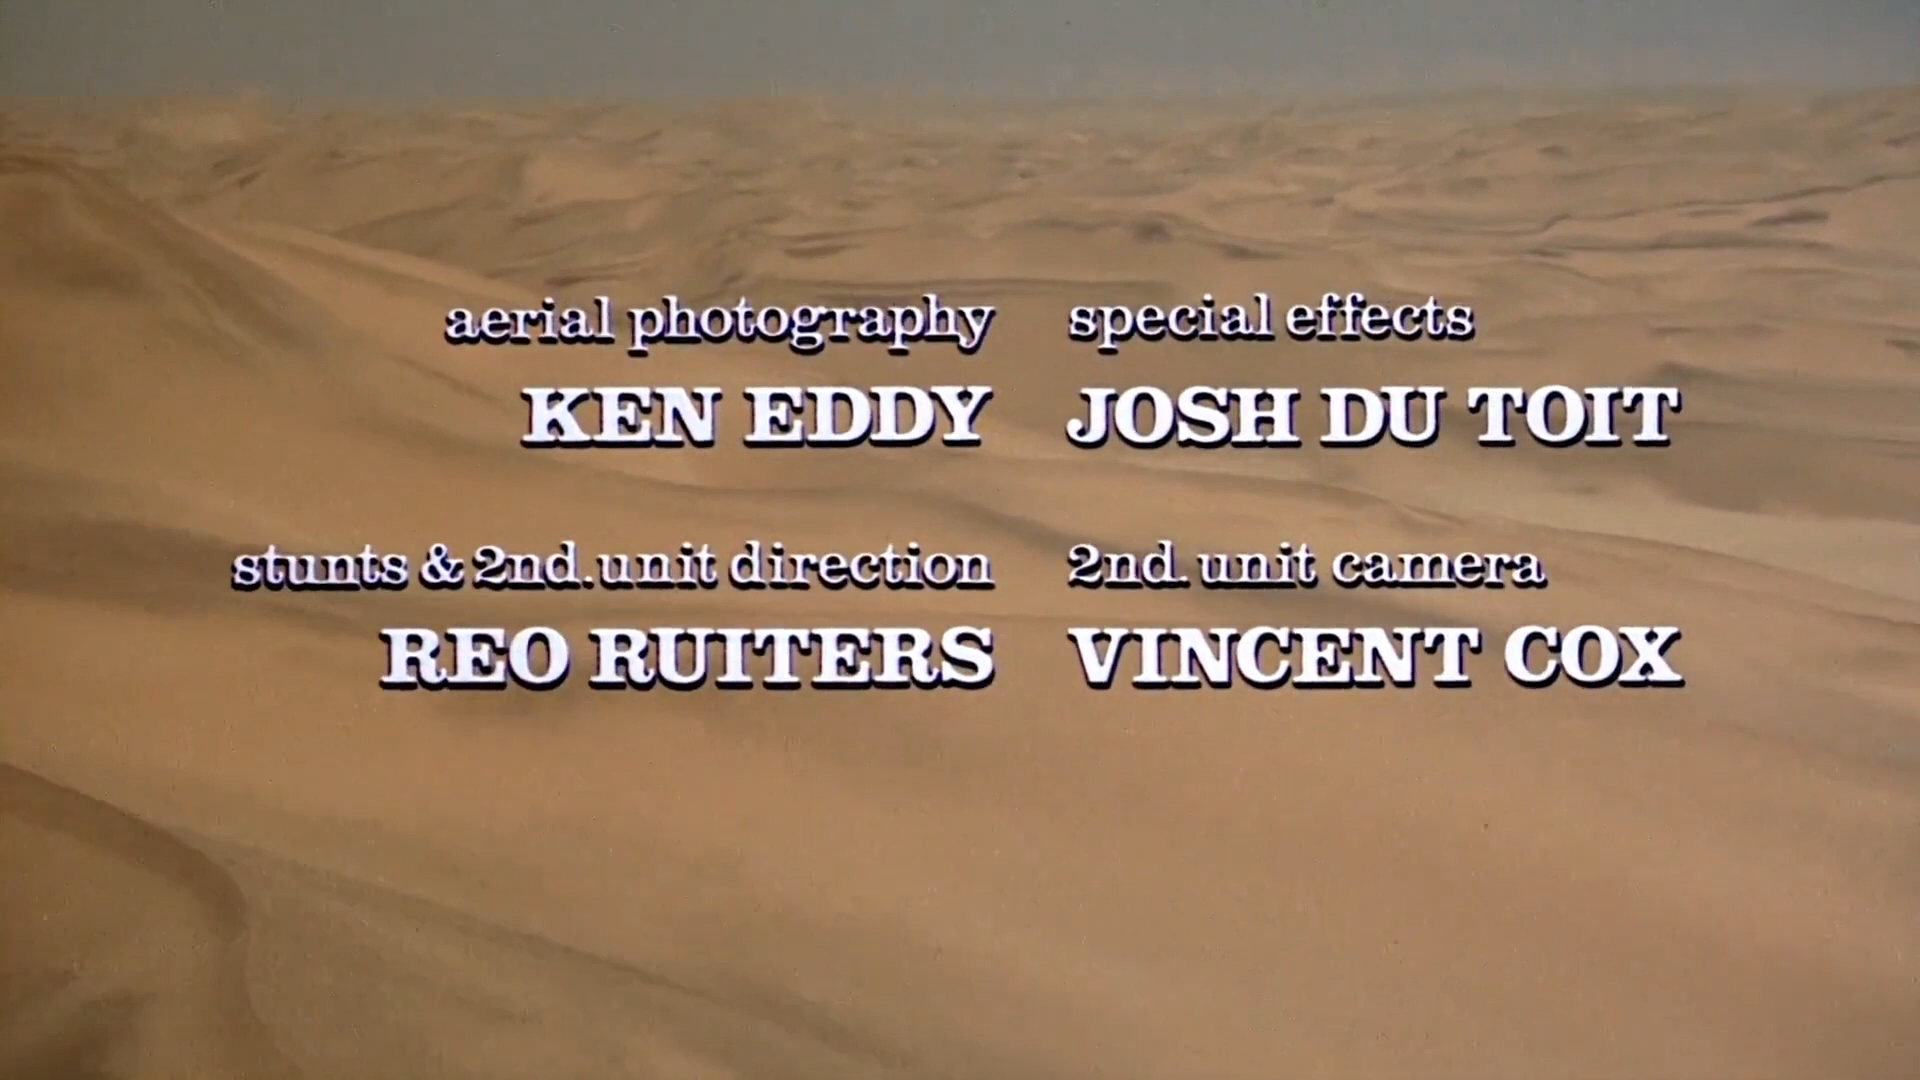 aerial photography
KEN EDDY
special effects
JOSH DU TOIT
stunts & 2nd.unit direction
REO RUITERS
2nd. unit camera
VINCENT COX